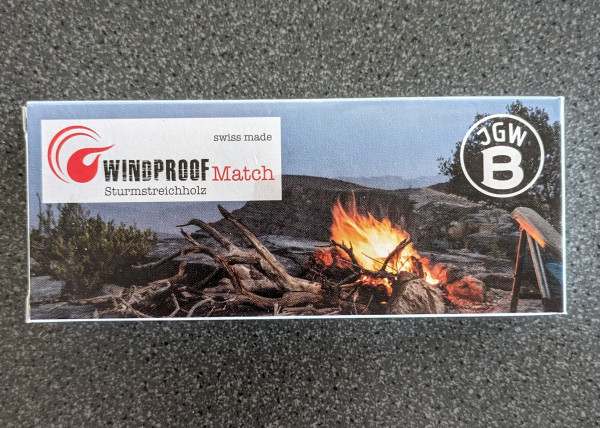 swiss made
WINDPROOF Match
Sturmstreichholz
JGW
B